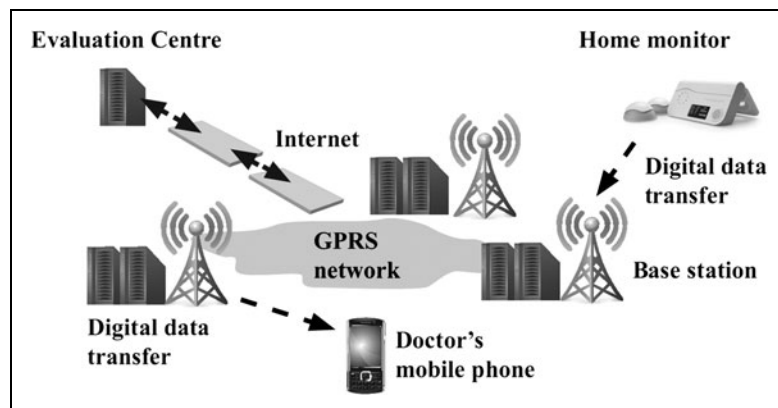 Evaluation Centre
Home monitor
Internet
Digital data
transfer
GPRS
network
Base station
Digital data
transfer
Doctor's
mobile phone